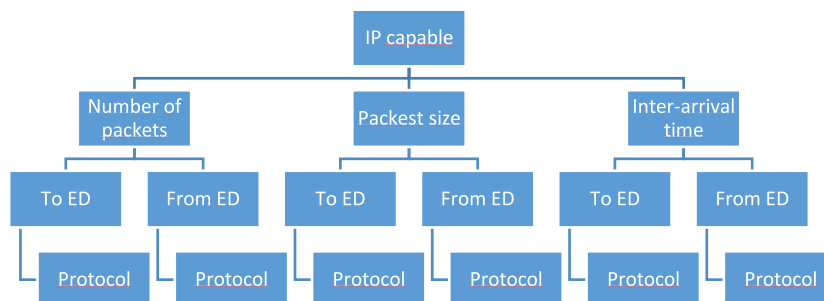 IP capable
Number of
packets
Packest size
Inter-arrival
time
To ED
From ED
To ED
From ED
To ED
From ED
Protocol
Protocol
Protocol
Protocol
Protocol
Protocol